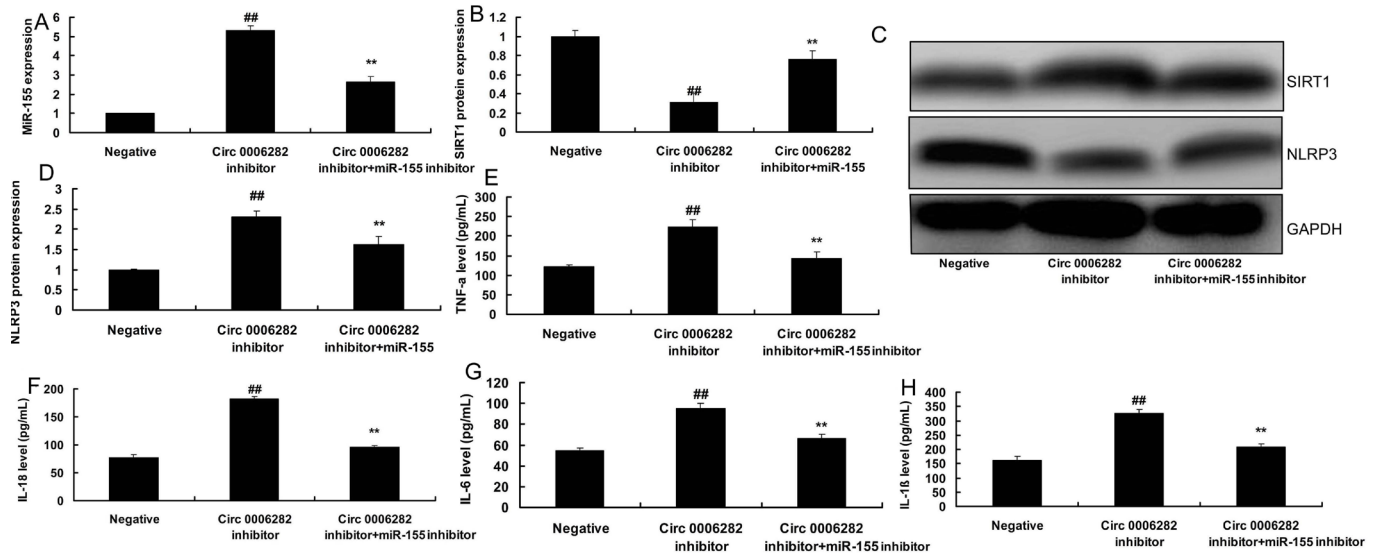 A
MiR-155 expression
6
5
4
3
2
1
0
##
**
Negative
Circ 0006282
inhibitor
Circ 0006282
inhibitor+miR-155 inhibitor
B
SIRT1 protein expression
1.2
1
0.8
0.6
0.4
0.2
0
##
**
Negative
Circ 0006282
inhibitor
Circ 0006282
inhibitor+miR-155
C
SIRT1
NLRP3
GAPDH
Negative
Circ 0006282
inhibitor
Circ 0006282
inhibitor+miR-155 inhibitor
D
NLRP3 protein expression
3
2.5
2
1.5
1
0.5
0
##
**
Negative
Circ 0006282
inhibitor
Circ 0006282
inhibitor+miR-155
E
TNF-a level (pg/mL)
300
250
200
150
100
50
0
##
**
Negative
Circ 0006282
inhibitor
Circ 0006282
inhibitor+miR-155 inhibitor
F
IL-18 level (pg/mL)
200
150
100
50
0
##
**
Negative
Circ 0006282
inhibitor
Circ 0006282
inhibitor+miR-155 inhibitor
G
IL-6 level (pg/mL)
120
100
80
60
40
20
0
##
**
Negative
Circ 0006282
inhibitor
Circ 0006282
inhibitor+miR-155 inhibitor
H
IL-1ß level (pg/mL)
400
350
300
250
200
150
100
50
0
##
**
Negative
Circ 0006282
inhibitor
Circ 0006282
inhibitor+miR-155 inhibitor